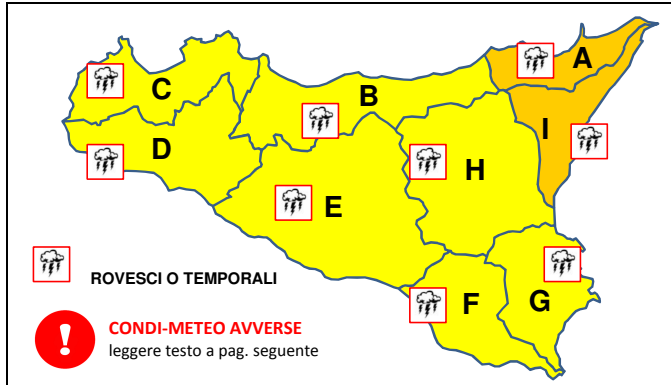 A
C
B
I
D
H
E
F
G
ROVESCI O TEMPORALI
CONDI-METEO AVVERSE
leggere testo a pag. seguente